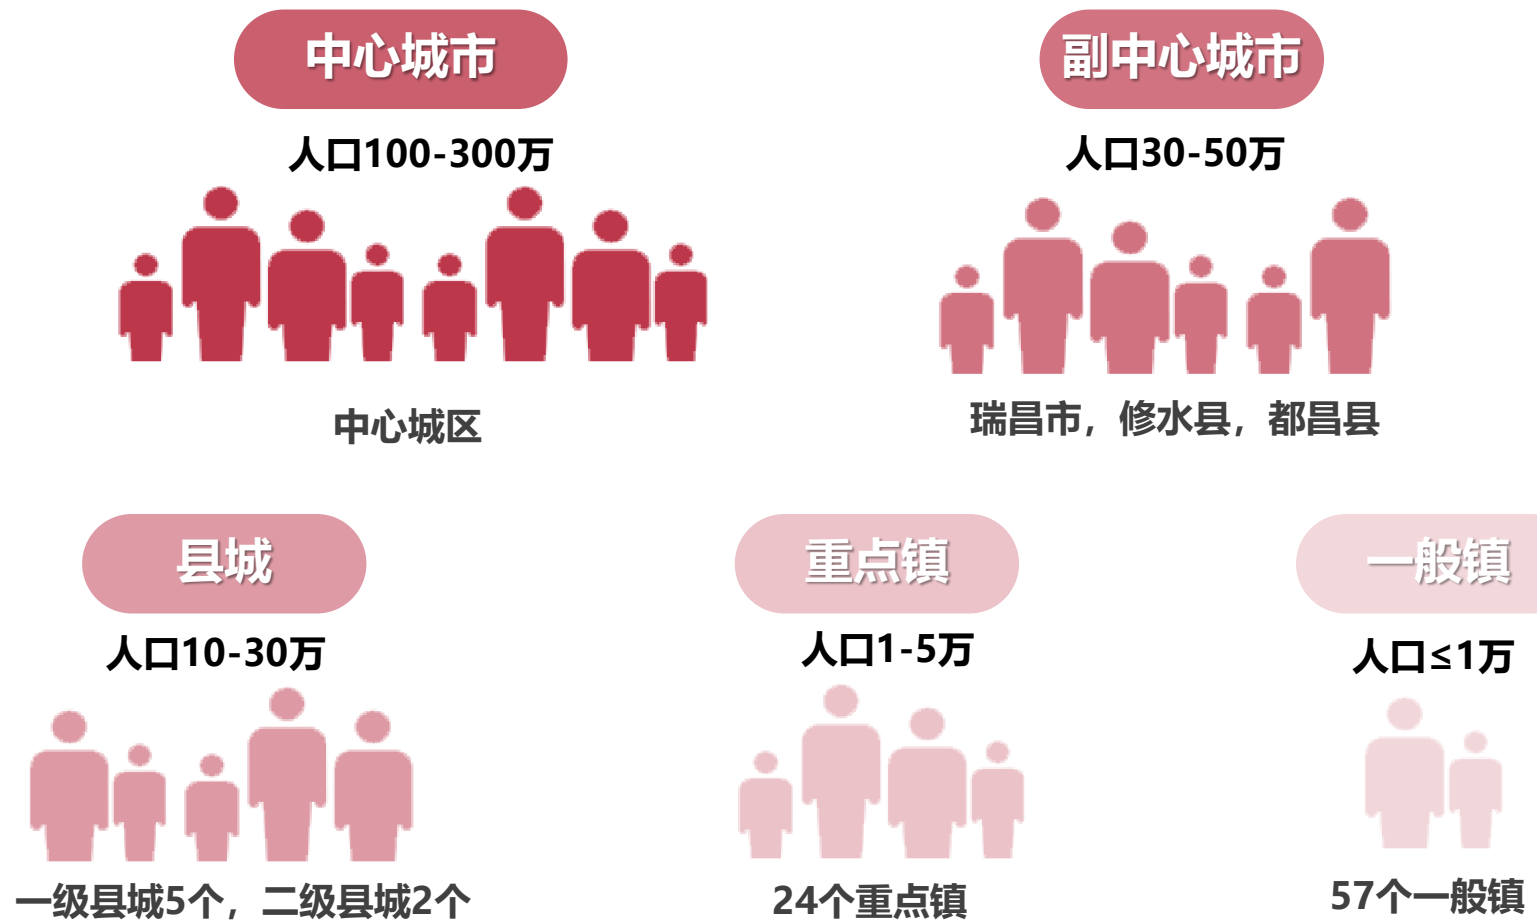 中心城市
副中心城市
人口100-300万
人口30-50万
中心城区
瑞昌市，修水县，都昌县
县城
重点镇
一般镇
人口10-30万
人口1-5万
人口≤1万
一级县城5个，二级县城2个
24个重点镇
57个一般镇